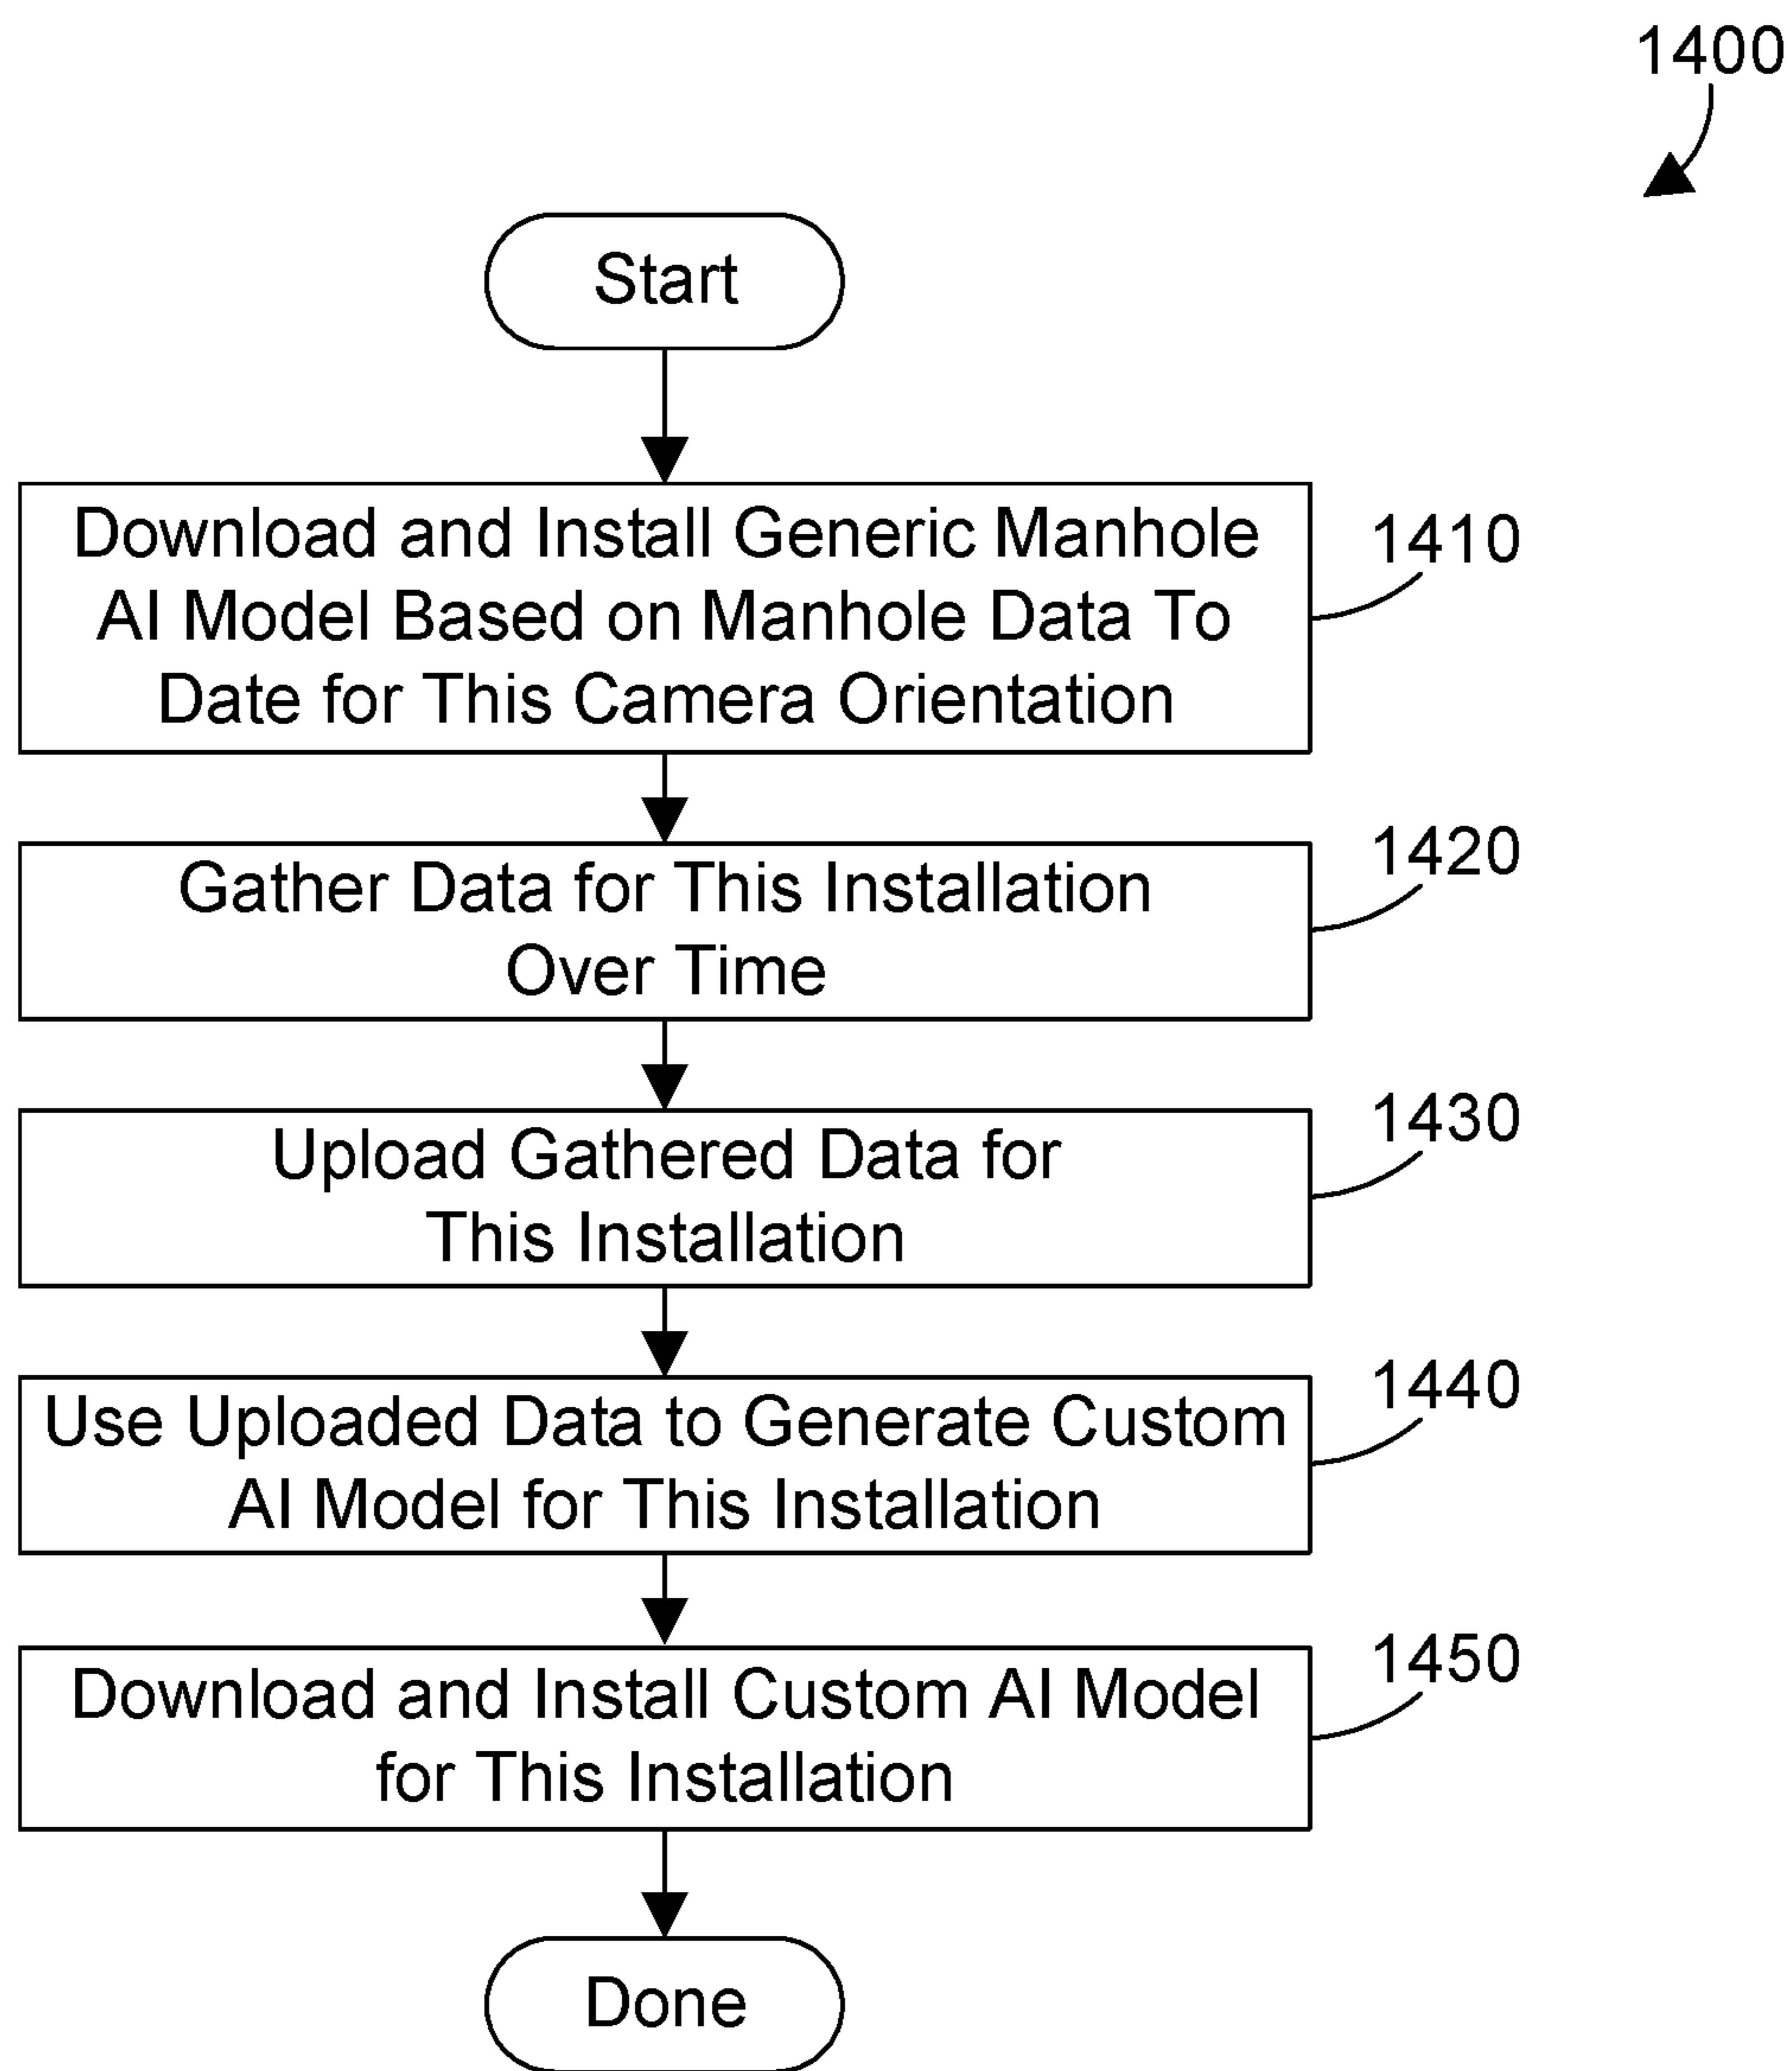 1400
Start
Download and Install Generic Manhole
AI Model Based on Manhole Data To
Date for This Camera Orientation
1410
Gather Data for This Installation
Over Time
1420
Upload Gathered Data for
This Installation
1430
Use Uploaded Data to Generate Custom
AI Model for This Installation
1440
Download and Install Custom AI Model
for This Installation
1450
Done